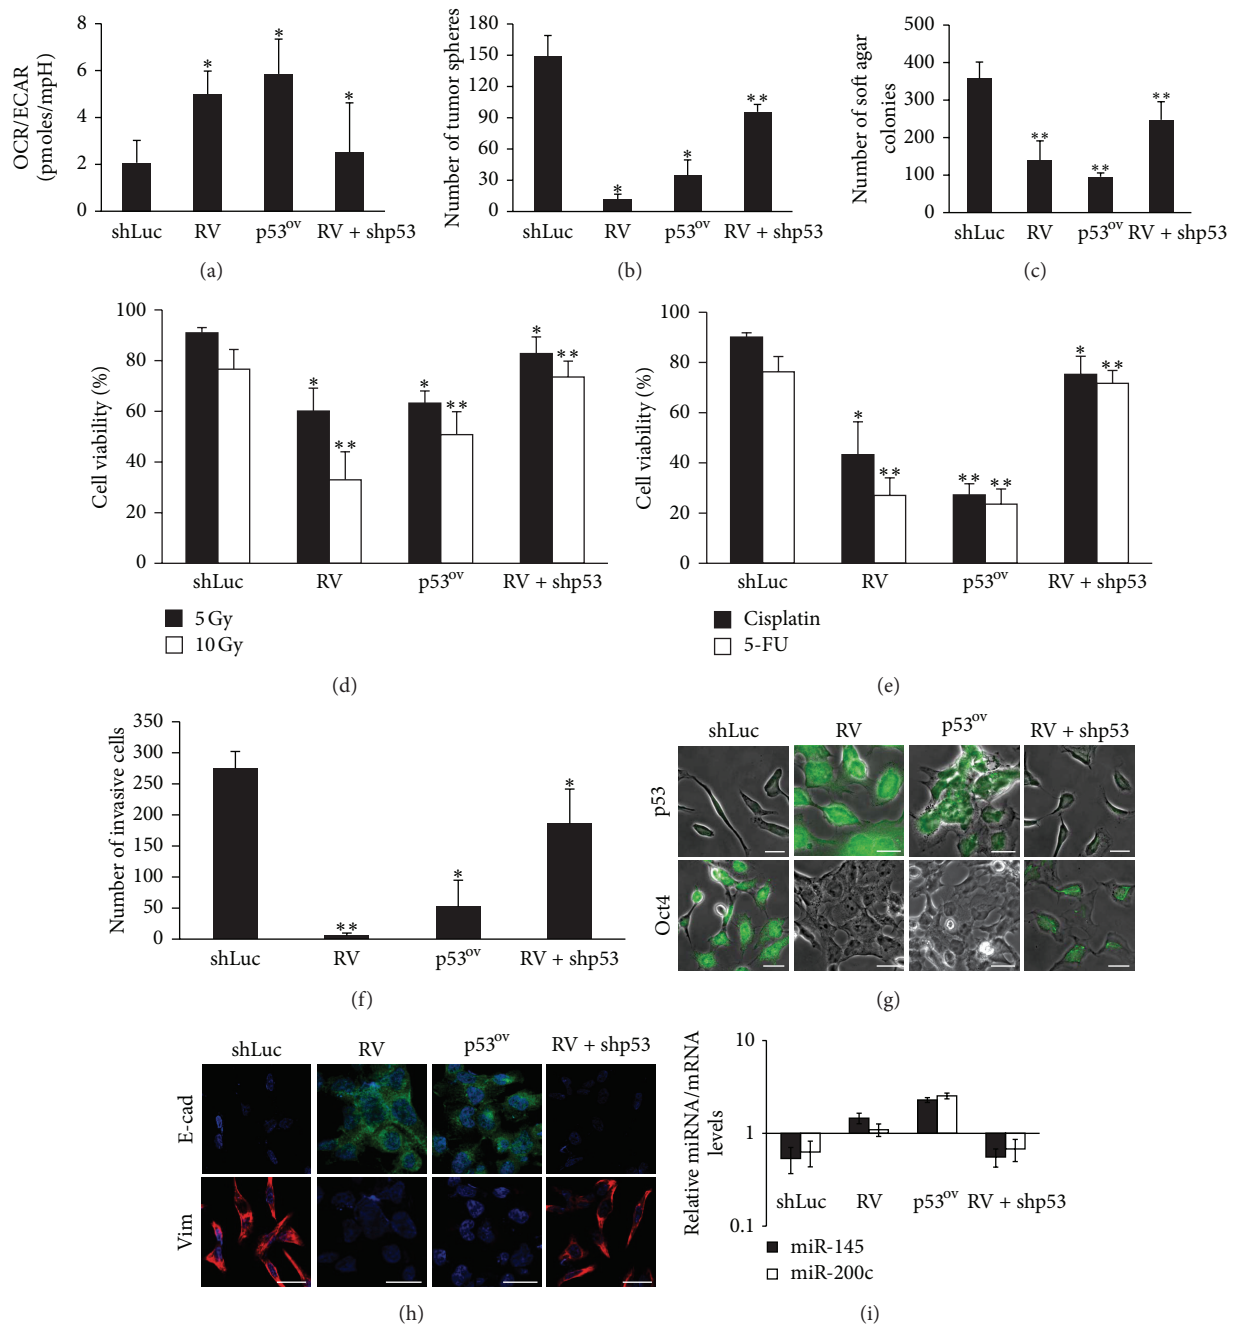 OCR/ECAR
(pmoles/mpH)
8
6
4
2
0
*
*
*
shLuc RV p53ov RV + shp53
(a)
Number of tumor spheres
180
150
120
90
60
30
0
*
*
**
shLuc RV p53ov RV + shp53
(b)
Number of soft agar
colonies
500
400
300
200
100
0
**
**
**
shLuc RV p53ov RV + shp53
(c)
Cell viability (%)
100
80
60
40
20
0
*
**
*
**
*
**
shLuc RV p53ov RV + shp53
5 Gy
10 Gy
(d)
Cell viability (%)
100
80
60
40
20
0
*
**
**
**
*
**
shLuc RV p53ov RV + shp53
Cisplatin
5-FU
(e)
Number of invasive cells
350
300
250
200
150
100
50
0
**
*
*
shLuc RV p53ov RV + shp53
(f)
shLuc RV p53ov RV + shp53
p53
Oct4
(g)
shLuc RV p53ov RV + shp53
E-cad
Vim
(h)
Relative miRNA/mRNA
levels
10
1
0.1
shLuc RV p53ov RV + shp53
miR-145
miR-200c
(i)